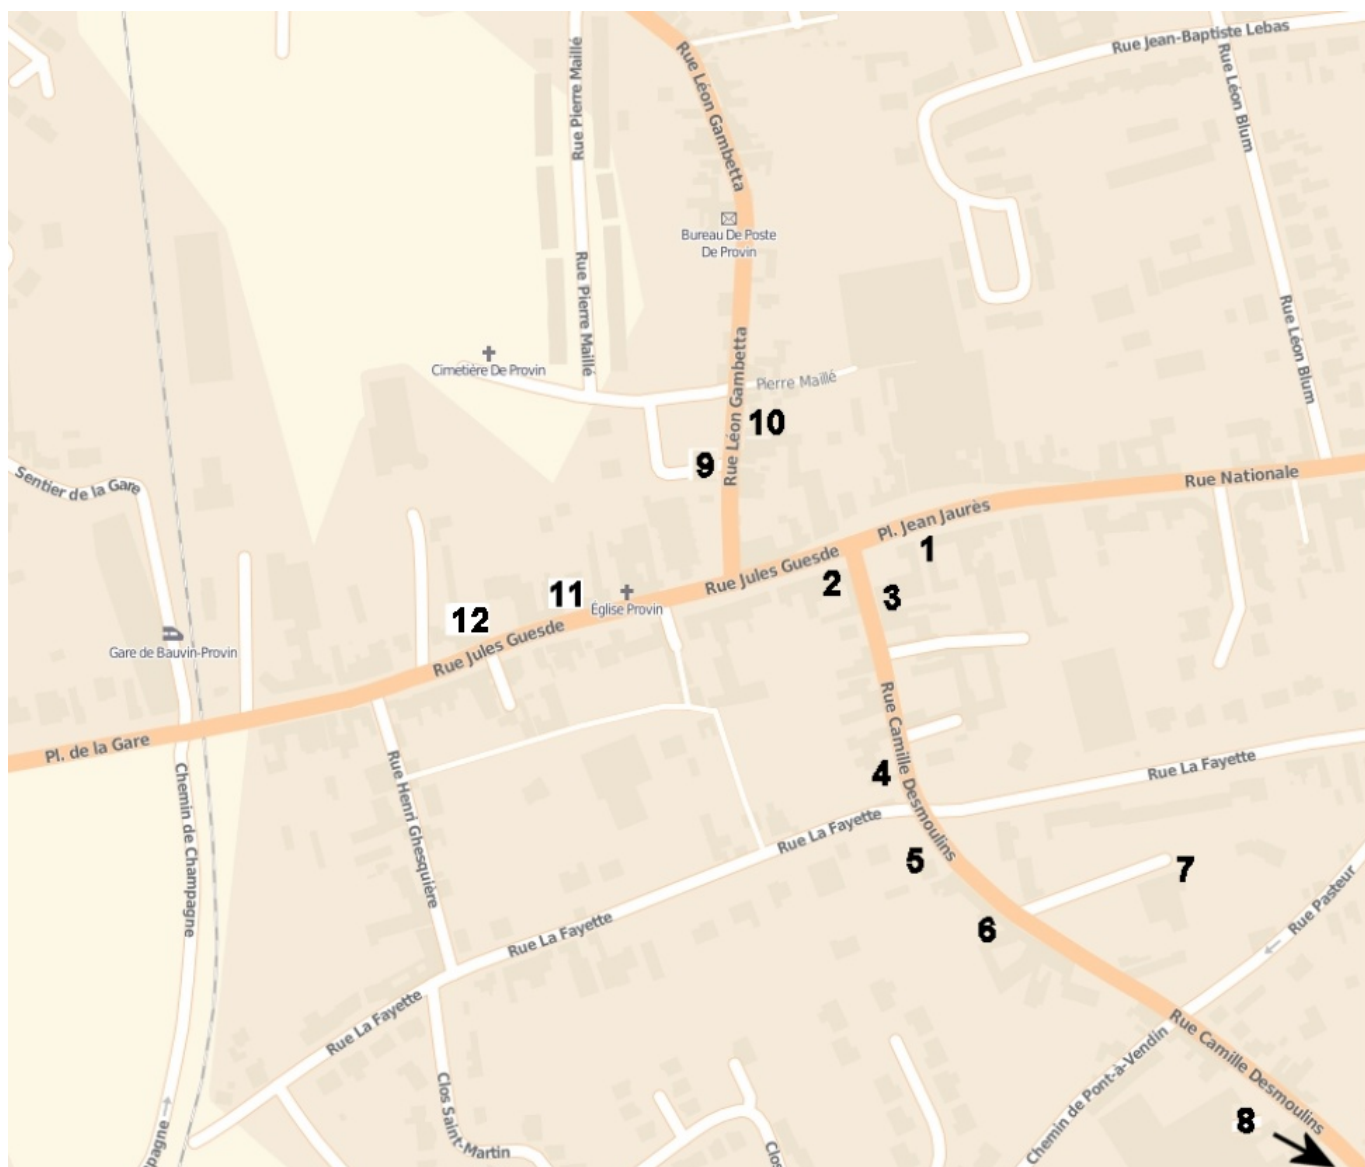 Rue Jean-Baptiste Lebas
Rue Pierre Maillé
Rue Léon Gambetta
Rue Léon Blum
Bureau De Poste
De Provin
Rue Pierre Maillé
Rue Léon Gambetta
Rue Léon Blum
Cimetière De Provin
Pierre Maillé
10
9
Sentier de la Gare
Rue Nationale
Pl. Jean Jaurès
1
Rue Jules Guesde
2
3
11
Église Provin
12
Rue Jules Guesde
Gare de Bauvin-Provin
Pl. de la Gare
Rue Camille Desmoulins
4
Rue La Fayette
Chemin de Champagne
Rue Henri Ghesquière
Rue La Fayette
5
7
6
Rue Pasteur
←
Rue La Fayette
Rue La Fayette
Rue Camille Desmoulins
Chemin de Pont-à-Vendin
Clos Saint-Martin
8
pagne →
Clos